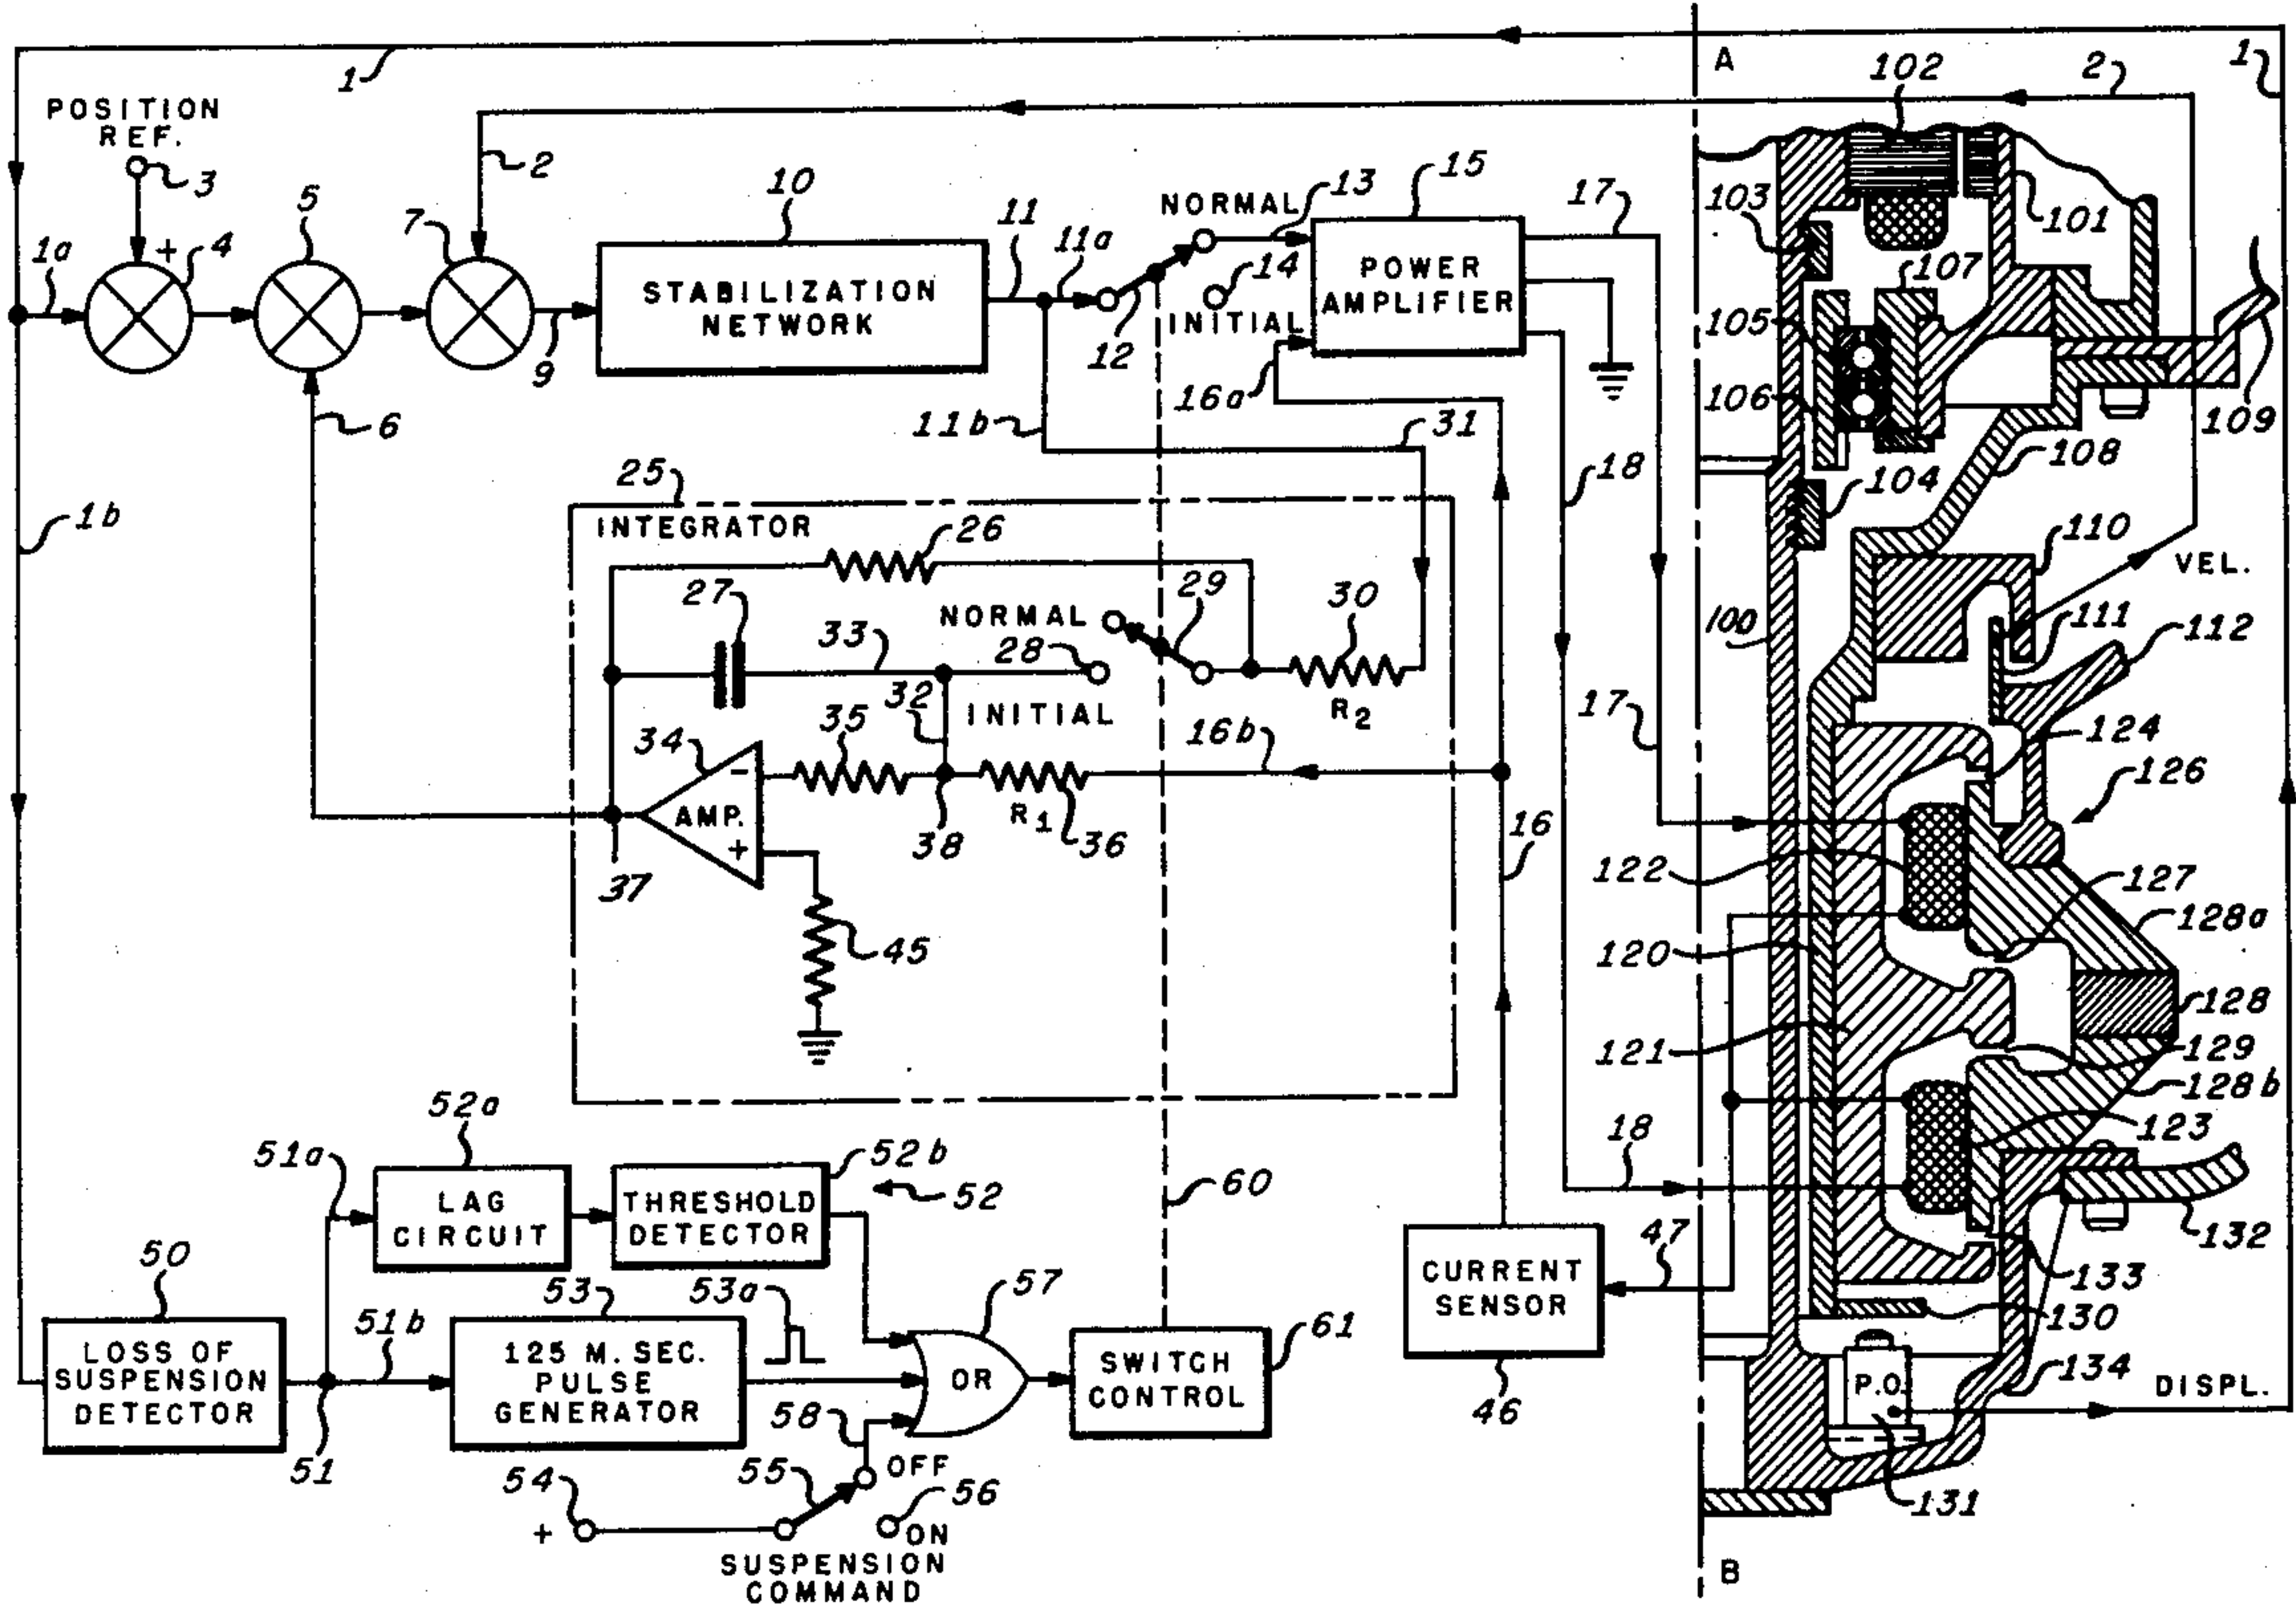 1
A
102
2
1
POSITION
REF.
3
2
10
NORMAL
13
15
17
101
103
5
7
11
11a
1a
+
4
STABILIZATION
NETWORK
12
14
INITIAL
POWER
AMPLIFIER
107
105
9
16a
106
109
6
11b
31
18
108
25
INTEGRATOR
104
1b
26
110
VEL.
27
NORMAL
29
30
100
111
112
33
28
32
INITIAL
R2
17
124
34
35
16b
126
-
AMP.
+
R1
38
36
16
37
122
127
128a
45
120
128
121
129
52a
128b
51a
52b
18
123
LAG
CIRCUIT
THRESHOLD
DETECTOR
52
60
132
47
50
53
53a
57
CURRENT
SENSOR
133
51b
61
130
LOSS OF
SUSPENSION
DETECTOR
125 M. SEC.
PULSE
GENERATOR
OR
SWITCH
CONTROL
134
P.O.
DISPL.
46
58
51
54
55
OFF
56
131
+
ON
SUSPENSION
COMMAND
B